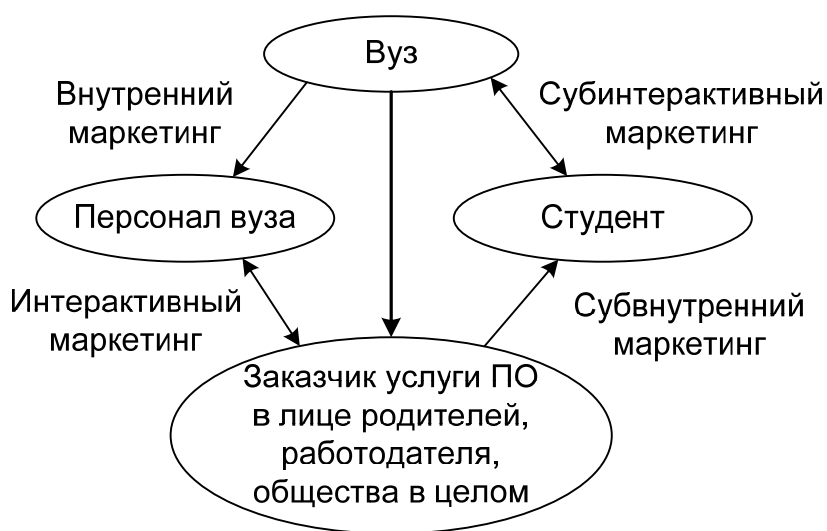 Вуз
Внутренний
маркетинг
Субинтерактивный
маркетинг
Персонал вуза
Студент
Интерактивный
маркетинг
Субвнутренний
маркетинг
Заказчик услуги ПО
в лице родителей,
работодателя,
общества в целом